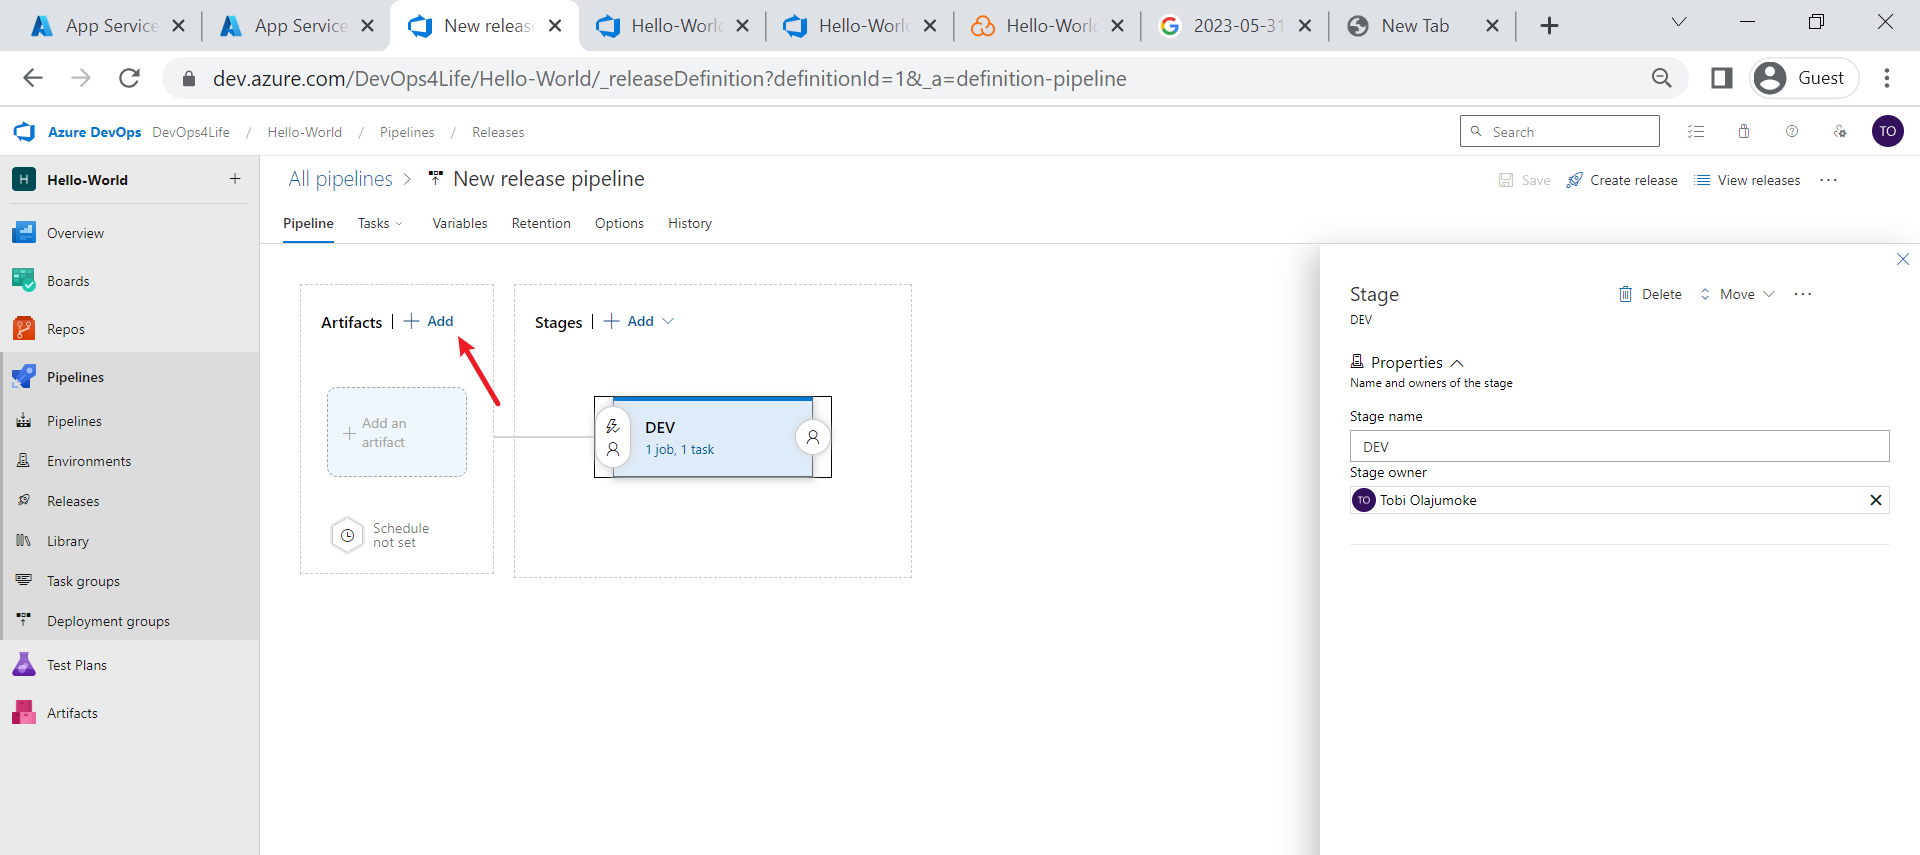 App Service
App Service
New release
Hello-World
Hello-World
Hello-World
2023-05-31
New Tab
dev.azure.com/DevOps4Life/Hello-World/_releaseDefinition?definitionId=1&_a=definition-pipeline
Guest
Azure DevOps DevOps4Life / Hello-World / Pipelines / Releases
Search
TO
H Hello-World +
All pipelines > New release pipeline
Save Create release View releases ...
Pipeline Tasks Variables Retention Options History
Overview
Boards
Repos
Pipelines
Pipelines
Environments
Releases
Library
Task groups
Deployment groups
Test Plans
Artifacts
Artifacts | + Add
+ Add an
artifact
Schedule
not set
Stages | + Add
DEV
1 job, 1 task
Stage
DEV
Delete Move ...
Properties
Name and owners of the stage
Stage name
DEV
Stage owner
TO Tobi Olajumoke